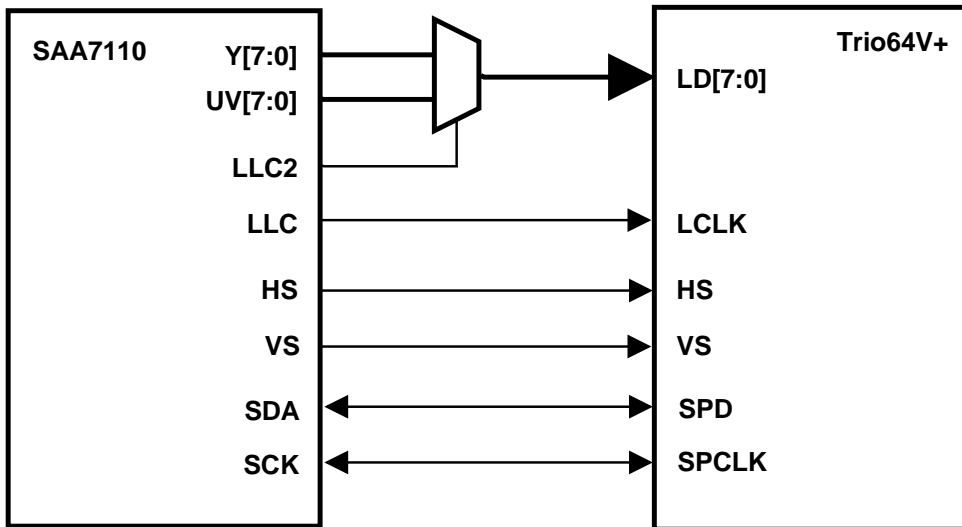 SAA7110
Trio64V+
Y[7:0]
UV[7:0]
LD[7:0]
LLC2
LLC
LCLK
HS
HS
VS
VS
SDA
SPD
SCK
SPCLK